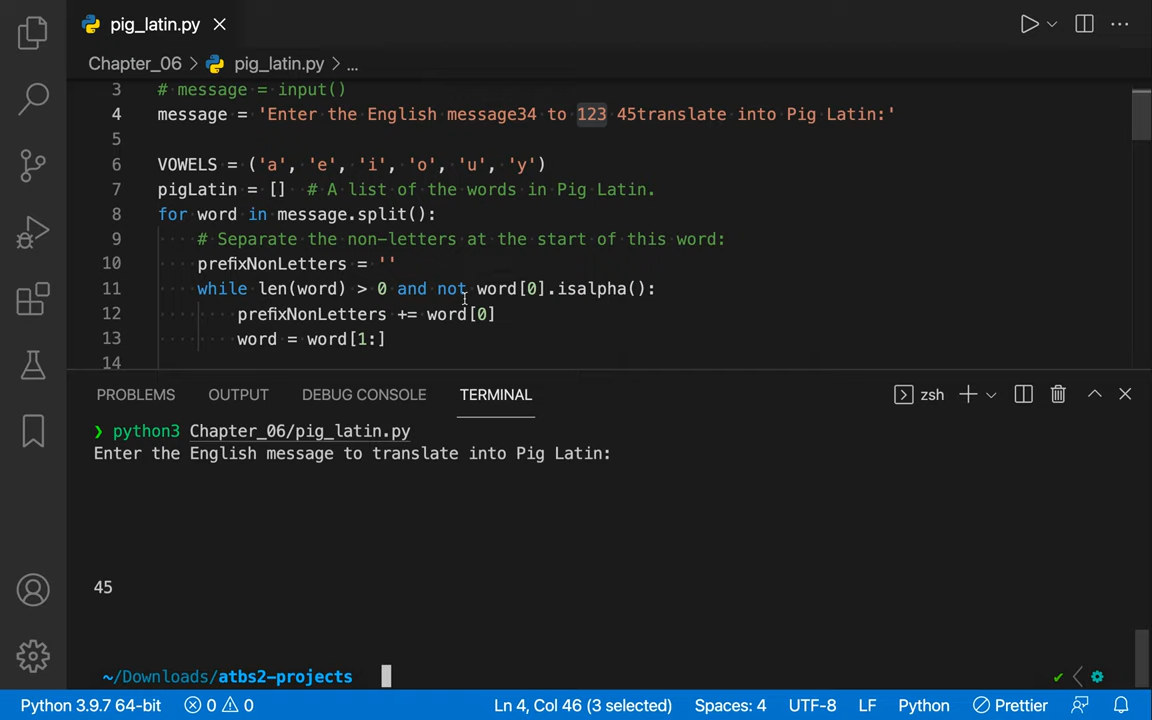 pig_latin.py
Chapter_06 > pig_latin.py > ...
3 # message = input()
4 message = 'Enter the English message34 to 123 45translate into Pig Latin:'
5
6 VOWELS = ('a', 'e', 'i', 'o', 'u', 'y')
7 pigLatin = [] # A list of the words in Pig Latin.
8 for word in message.split():
9 # Separate the non-letters at the start of this word:
10 prefixNonLetters = ''
11 while len(word) > 0 and not word[0].isalpha():
12 prefixNonLetters += word[0]
13 word = word[1:]
14
PROBLEMS OUTPUT DEBUG CONSOLE TERMINAL zsh
❯ python3 Chapter_06/pig_latin.py
Enter the English message to translate into Pig Latin:
45
~/Downloads/atbs2-projects
Python 3.9.7 64-bit 0 0 Ln 4, Col 46 (3 selected) Spaces: 4 UTF-8 LF Python Prettier